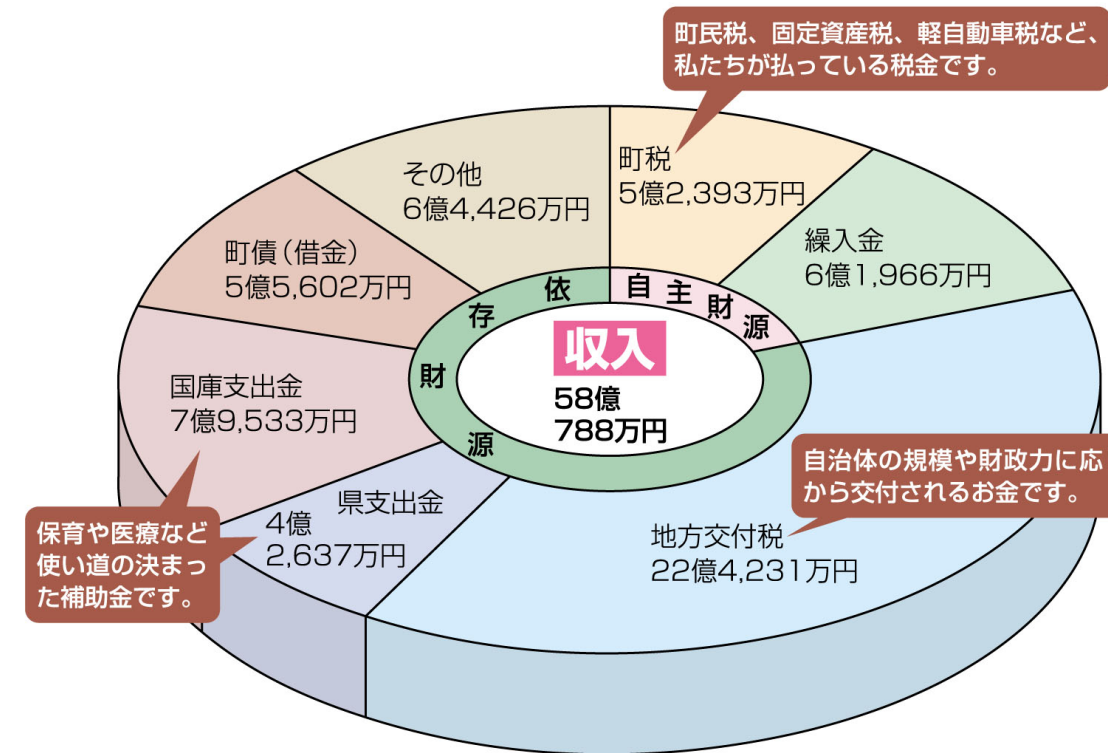 町民税、固定資産税、軽自動車税など、
私たちが払っている税金です。
町税
5億2,393万円
繰入金
6億1,966万円
自治体の規模や財政力に応
から交付されるお金です。
地方交付税
22億4,231万円
県支出金
4億
2,637万円
保育や医療など
使い道の決まっ
た補助金です。
国庫支出金
7億9,533万円
町債(借金)
5億5,602万円
その他
6億4,426万円
自主財源
依存財源
収入
58億
788万円